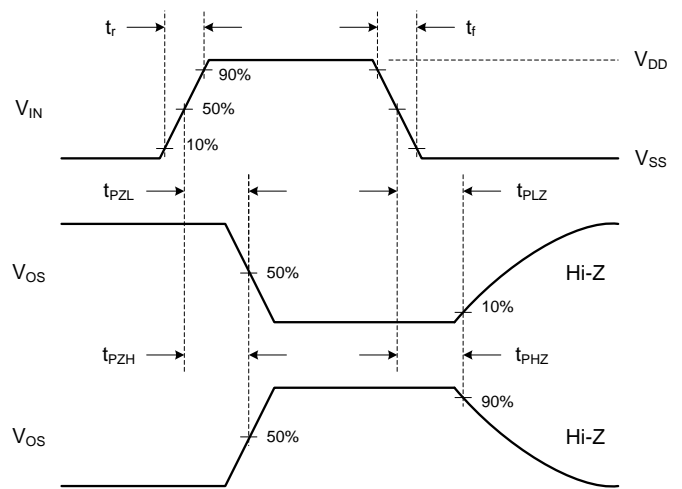 tr
tf
VDD
90%
VIN
50%
10%
VSS
tPZL
tPLZ
VOS
50%
Hi-Z
10%
tPZH
tPHZ
90%
VOS
50%
Hi-Z